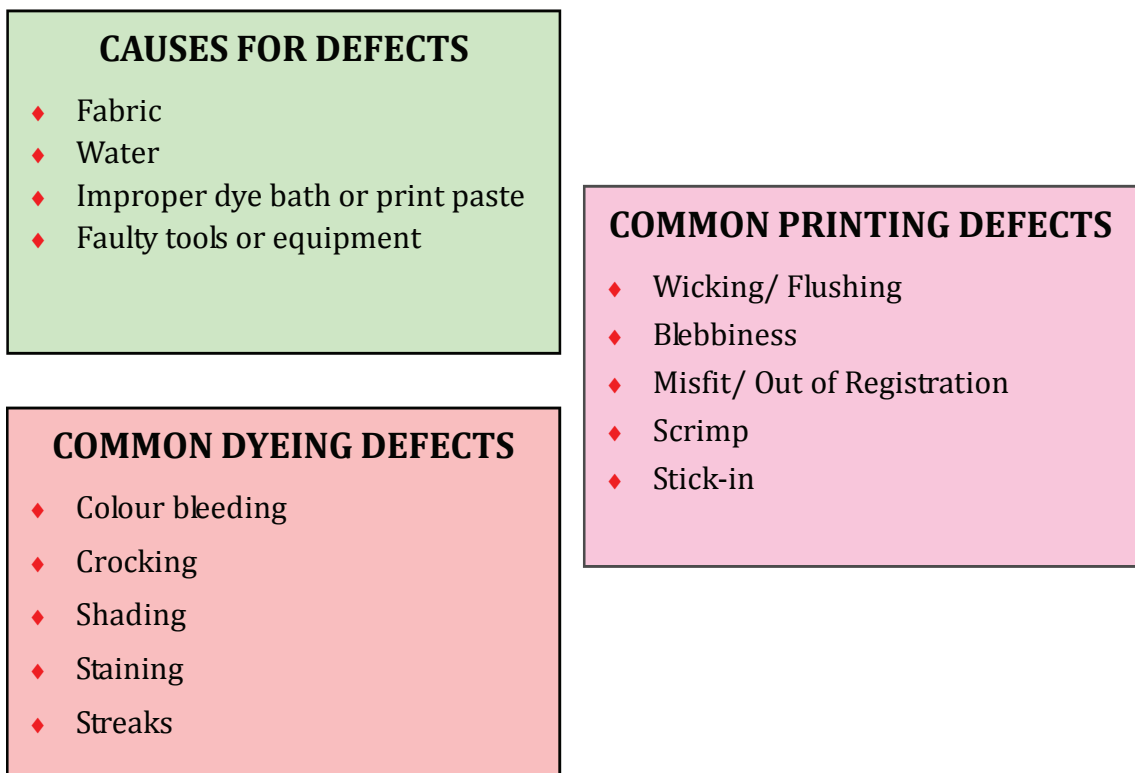 CAUSES FOR DEFECTS
♦ Fabric
♦ Water
♦ Improper dye bath or print paste
♦ Faulty tools or equipment
COMMON PRINTING DEFECTS
♦ Wicking/ Flushing
♦ Blebbiness
♦ Misfit/ Out of Registration
♦ Scrimp
♦ Stick-in
COMMON DYEING DEFECTS
♦ Colour bleeding
♦ Crocking
♦ Shading
♦ Staining
♦ Streaks